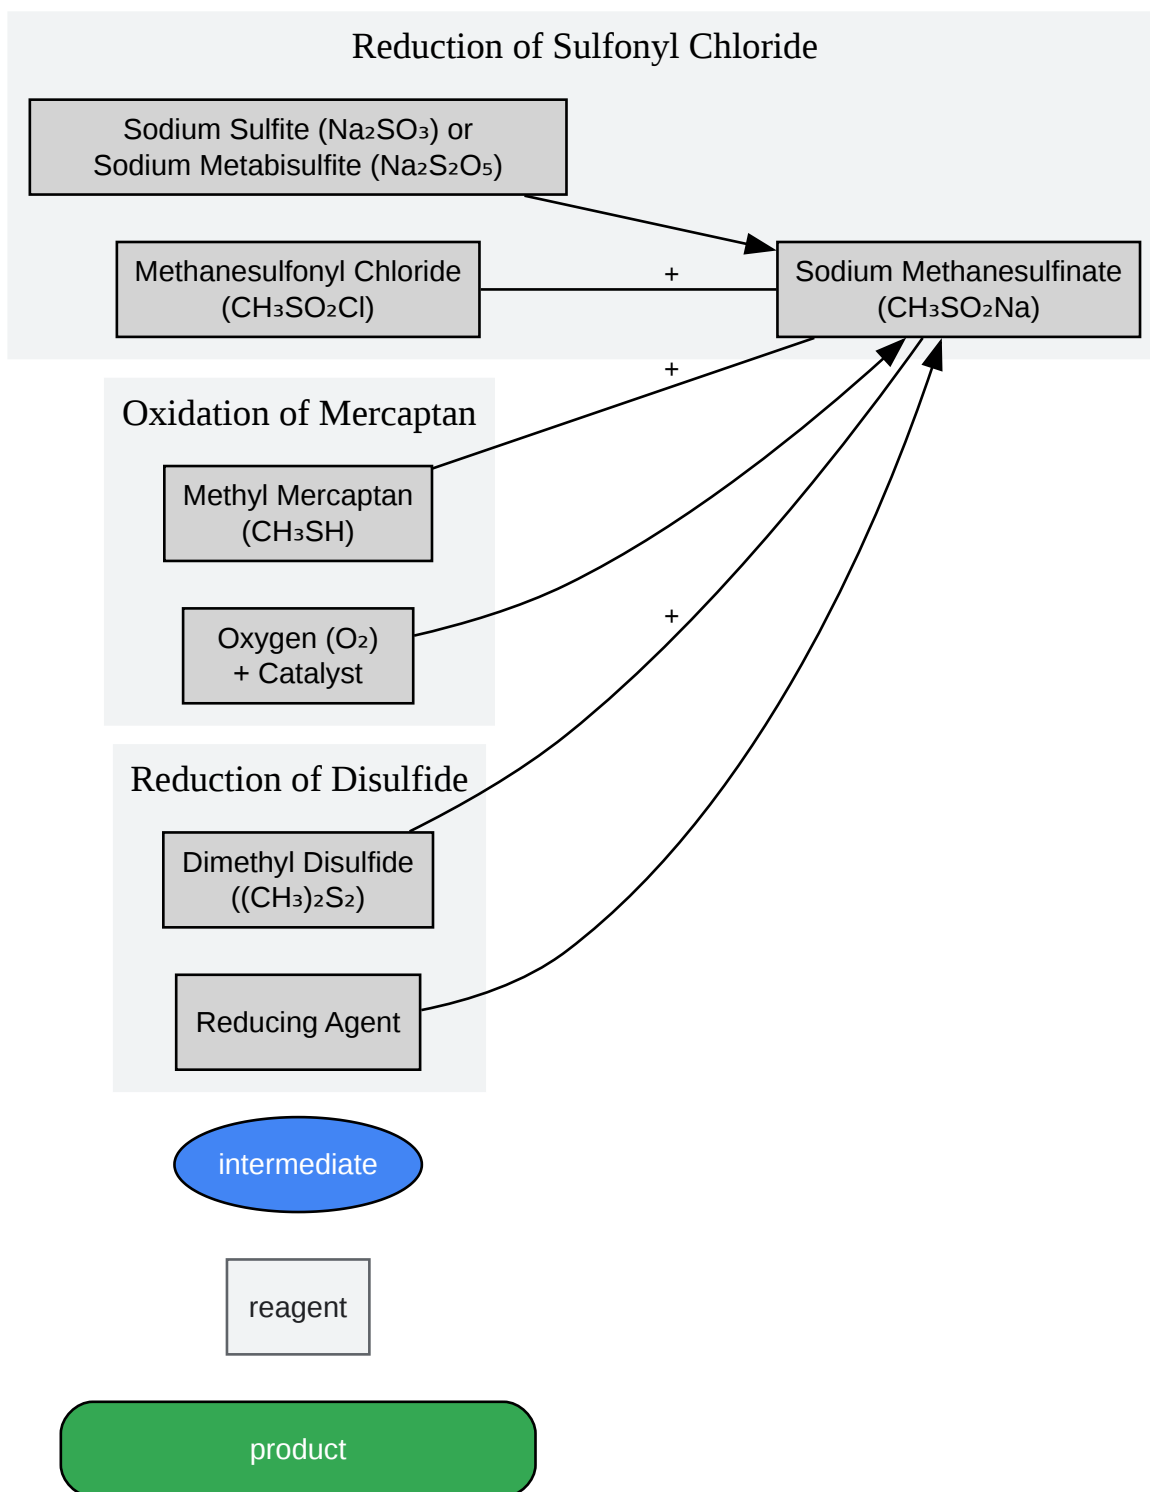 Reduction of Sulfonyl Chloride
Sodium Sulfite (Na₂SO₃) or
Sodium Metabisulfite (Na₂S₂O₅)
Methanesulfonyl Chloride
(CH₃SO₂Cl)
+
Sodium Methanesulfinate
(CH₃SO₂Na)
+
Oxidation of Mercaptan
Methyl Mercaptan
(CH₃SH)
Oxygen (O₂)
+ Catalyst
+
Reduction of Disulfide
Dimethyl Disulfide
((CH₃)₂S₂)
Reducing Agent
intermediate
reagent
product